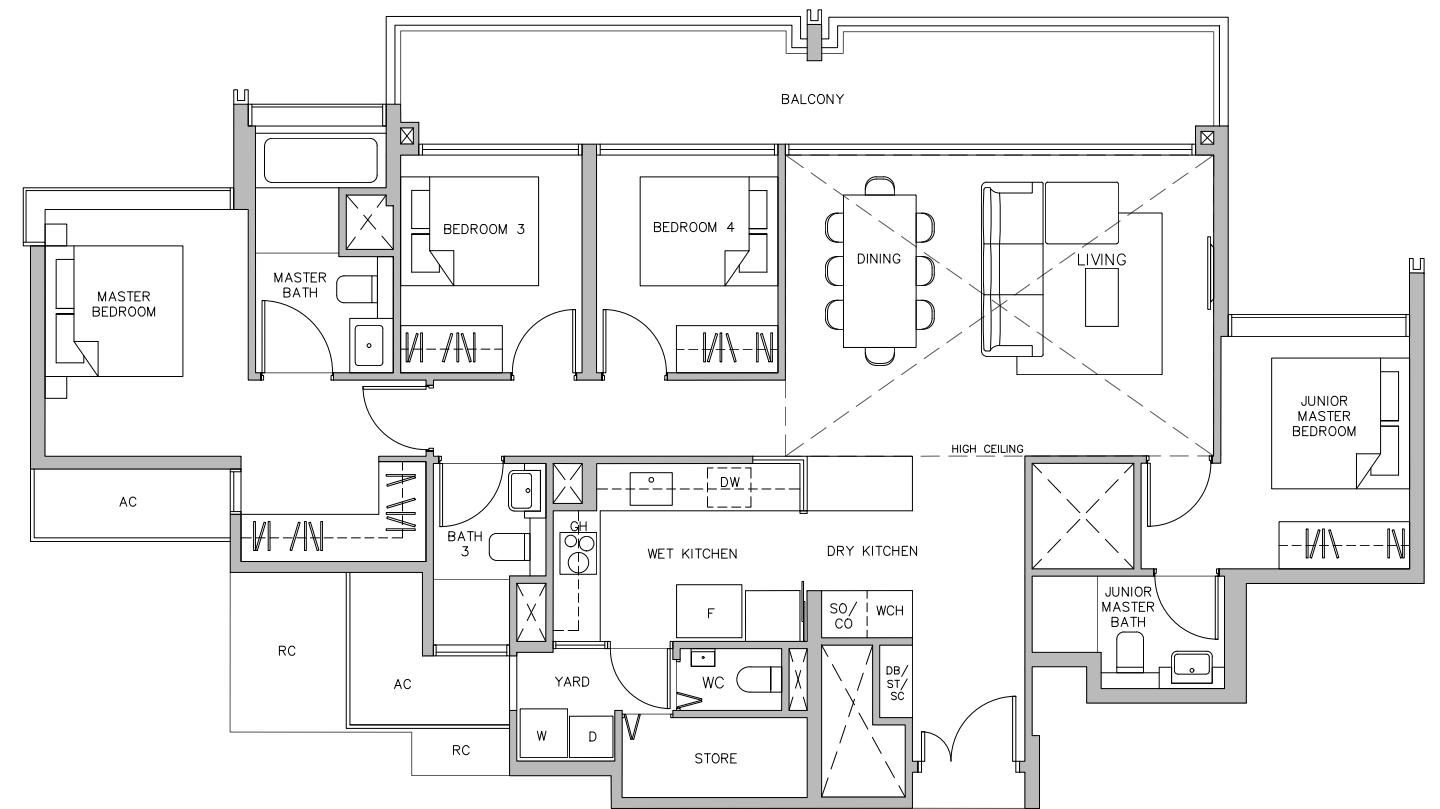 BALCONY
BEDROOM 3
BEDROOM 4
DINING
LIVING
MASTER
BATH
MASTER
BEDROOM
JUNIOR
MASTER
BEDROOM
HIGH CEILING
AC
DW
GH
BATH
3
WET KITCHEN
DRY KITCHEN
F
SO/
CO
WCH
JUNIOR
MASTER
BATH
RC
AC
YARD
WC
DB/
ST/
SC
W
D
RC
STORE